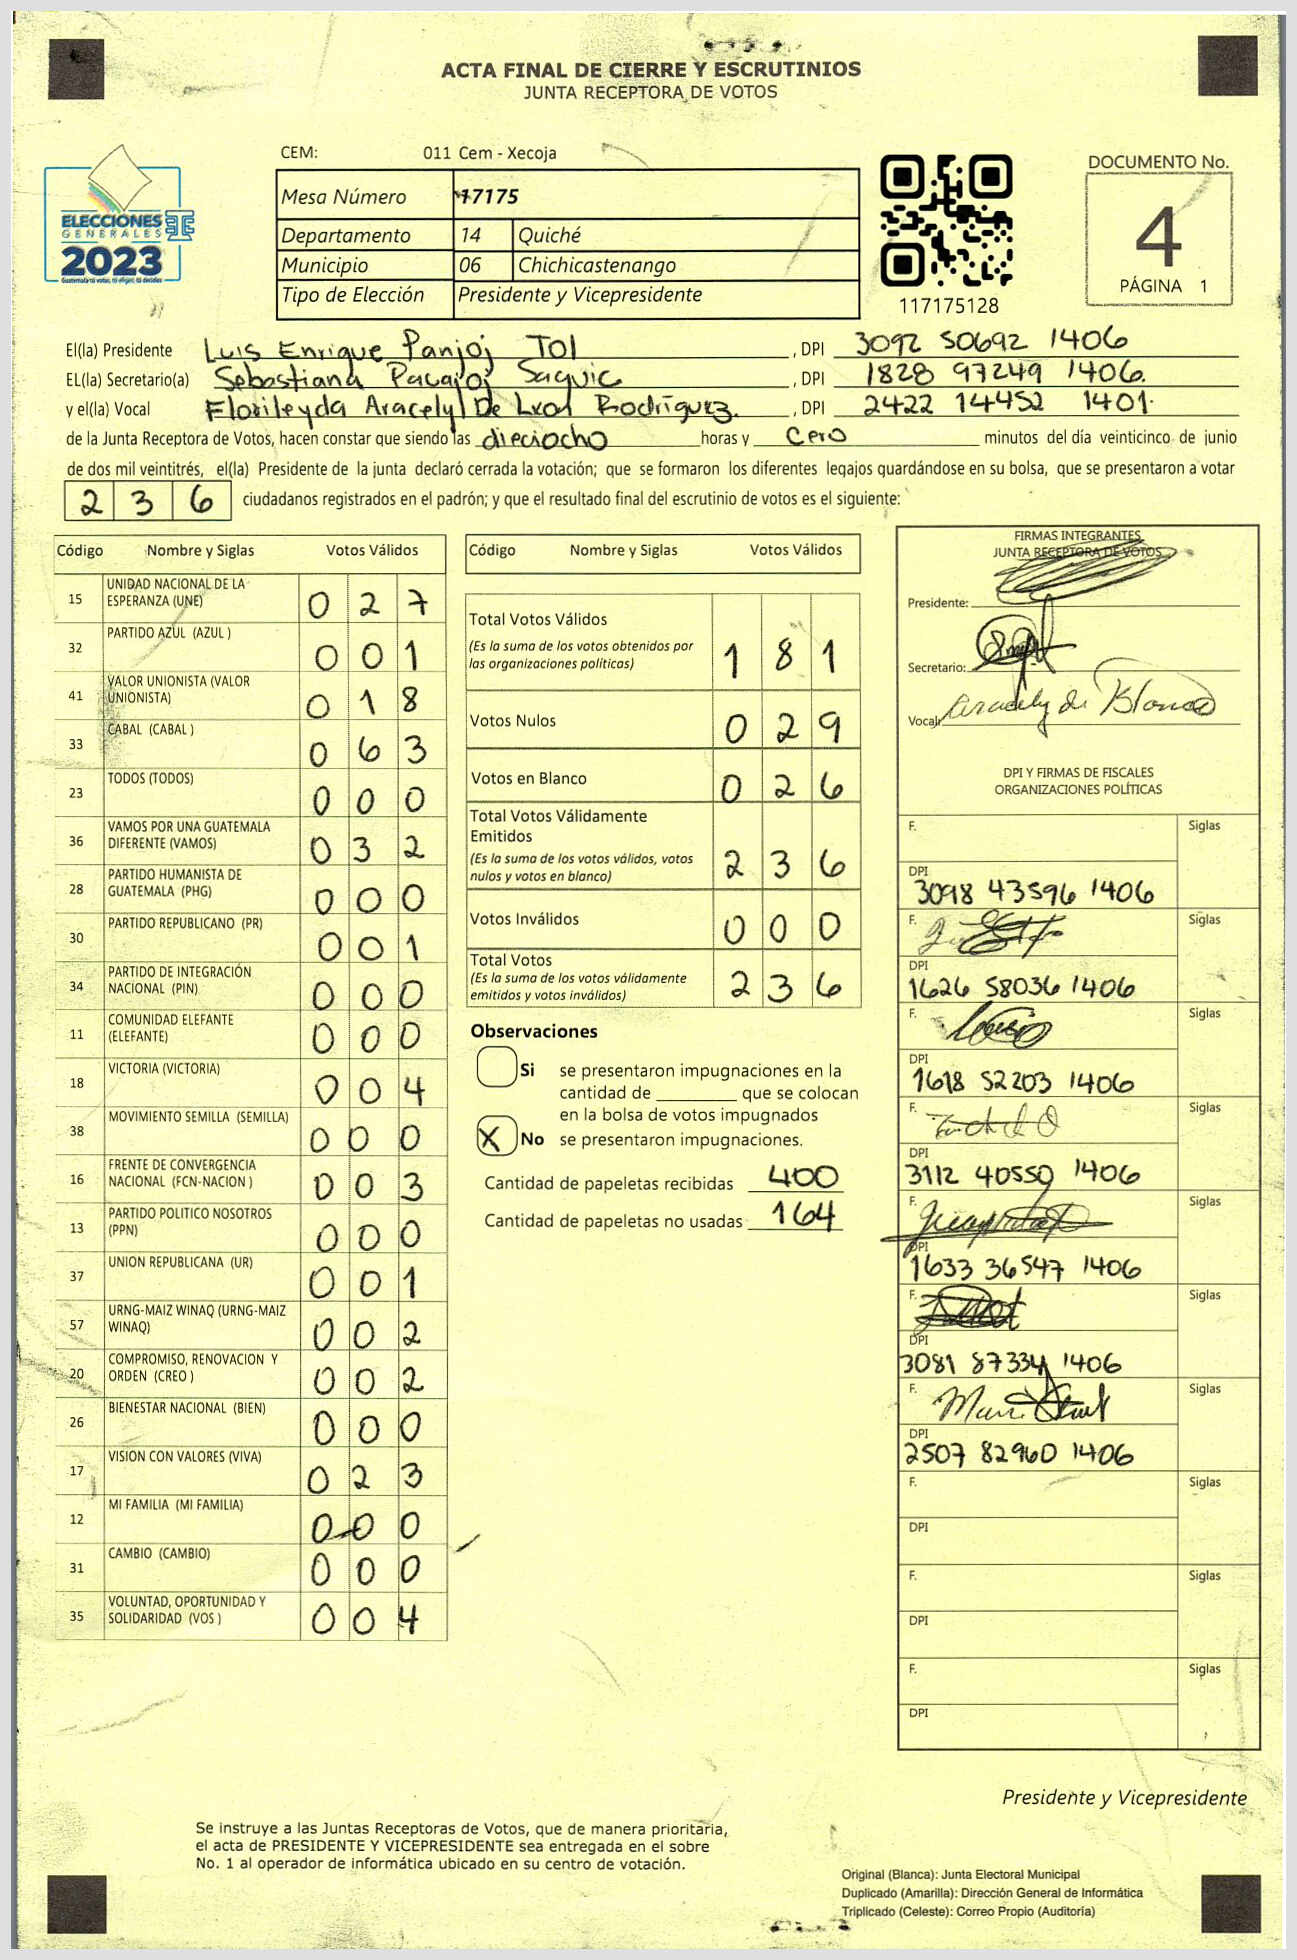 ACTA FINAL DE CIERRE Y ESCRUTINIOS
JUNTA RECEPTORA DE VOTOS
CEM: 011 Cem - Xecoja
ELECCIONES
GENERALES
2023
Guatemala tú votas, tú eliges, tú decides
Mesa Número 17175
Departamento 14 Quiché
Municipio 06 Chichicastenango
Tipo de Elección Presidente y Vicepresidente
117175128
DOCUMENTO No.
4
PÁGINA 1
El(la) Presidente Luis Enrique Panjoj Tol , DPI 3092 50692 1406
EL(la) Secretario(a) Sebastiana Pacajoj Saquic , DPI 1828 97249 1406.
y el(la) Vocal Florileyda Aracely De Leon Rodríguez. , DPI 2422 14452 1401.
de la Junta Receptora de Votos, hacen constar que siendo las dieciocho horas y cero minutos del día veinticinco de junio
de dos mil veintitrés, el(la) Presidente de la junta declaró cerrada la votación; que se formaron los diferentes legajos guardándose en su bolsa, que se presentaron a votar
2 3 6 ciudadanos registrados en el padrón; y que el resultado final del escrutinio de votos es el siguiente:
Código Nombre y Siglas Votos Válidos
15 UNIDAD NACIONAL DE LA ESPERANZA (UNE) 0 2 7
32 PARTIDO AZUL (AZUL ) 0 0 1
41 VALOR UNIONISTA (VALOR UNIONISTA) 0 1 8
33 CABAL (CABAL ) 0 6 3
23 TODOS (TODOS) 0 0 0
36 VAMOS POR UNA GUATEMALA DIFERENTE (VAMOS) 0 3 2
28 PARTIDO HUMANISTA DE GUATEMALA (PHG) 0 0 0
30 PARTIDO REPUBLICANO (PR) 0 0 1
34 PARTIDO DE INTEGRACIÓN NACIONAL (PIN) 0 0 0
11 COMUNIDAD ELEFANTE (ELEFANTE) 0 0 0
18 VICTORIA (VICTORIA) 0 0 4
38 MOVIMIENTO SEMILLA (SEMILLA) 0 0 0
16 FRENTE DE CONVERGENCIA NACIONAL (FCN-NACION ) 0 0 3
13 PARTIDO POLITICO NOSOTROS (PPN) 0 0 0
37 UNION REPUBLICANA (UR) 0 0 1
57 URNG-MAIZ WINAQ (URNG-MAIZ WINAQ) 0 0 2
20 COMPROMISO, RENOVACION Y ORDEN (CREO ) 0 0 2
26 BIENESTAR NACIONAL (BIEN) 0 0 0
17 VISION CON VALORES (VIVA) 0 2 3
12 MI FAMILIA (MI FAMILIA) 0 0 0
31 CAMBIO (CAMBIO) 0 0 0
35 VOLUNTAD, OPORTUNIDAD Y SOLIDARIDAD (VOS ) 0 0 4
Código Nombre y Siglas Votos Válidos
Total Votos Válidos
(Es la suma de los votos obtenidos por
las organizaciones políticas) 1 8 1
Votos Nulos 0 2 9
Votos en Blanco 0 2 6
Total Votos Válidamente
Emitidos
(Es la suma de los votos válidos, votos
nulos y votos en blanco) 2 3 6
Votos Inválidos 0 0 0
Total Votos
(Es la suma de los votos válidamente
emitidos y votos inválidos) 2 3 6
Observaciones
Si se presentaron impugnaciones en la
cantidad de ________ que se colocan
en la bolsa de votos impugnados
X No se presentaron impugnaciones.
Cantidad de papeletas recibidas 400
Cantidad de papeletas no usadas 164
FIRMAS INTEGRANTES
JUNTA RECEPTORA DE VOTOS
Presidente:
Secretario:
Vocal: Aracely de Blanco
DPI Y FIRMAS DE FISCALES
ORGANIZACIONES POLÍTICAS
F. Siglas
DPI
3098 43596 1406
F. Siglas
DPI
1626 58036 1406
F. Siglas
DPI
1618 52203 1406
F. Siglas
DPI
3112 40550 1406
F. Siglas
DPI
1633 36547 1406
F. Siglas
DPI
3081 87334 1406
F. Siglas
DPI
2507 82960 1406
F. Siglas
DPI
F. Siglas
DPI
F. Siglas
DPI
Presidente y Vicepresidente
Se instruye a las Juntas Receptoras de Votos, que de manera prioritaria,
el acta de PRESIDENTE Y VICEPRESIDENTE sea entregada en el sobre
No. 1 al operador de informática ubicado en su centro de votación.
Original (Blanca): Junta Electoral Municipal
Duplicado (Amarilla): Dirección General de Informática
Triplicado (Celeste): Correo Propio (Auditoría)